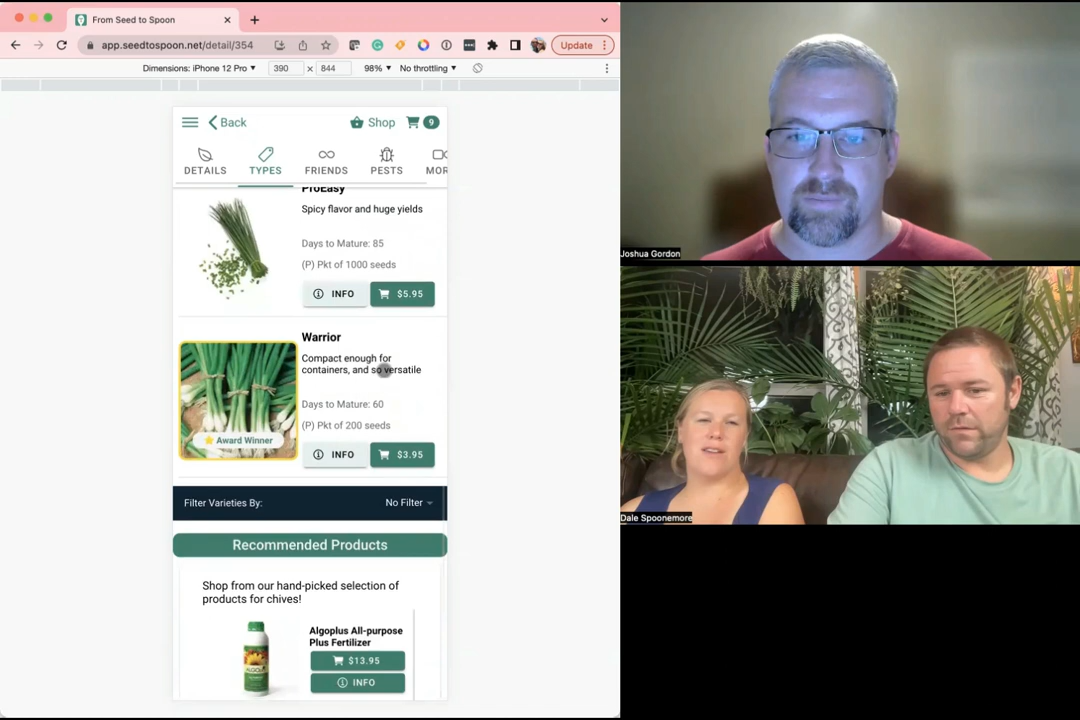 From Seed to Spoon
app.seedtospoon.net/detail/354
Update
Dimensions: iPhone 12 Pro
390
×
844
98%
No throttling
Back
Shop
9
DETAILS
TYPES
FRIENDS
PESTS
MOR
ProEasy
Spicy flavor and huge yields
Days to Mature: 85
(P) Pkt of 1000 seeds
INFO
$5.95
Warrior
Compact enough for
containers, and so versatile
Days to Mature: 60
(P) Pkt of 200 seeds
Award Winner
INFO
$3.95
Filter Varieties By:
No Filter
Recommended Products
Shop from our hand-picked selection of
products for chives!
Algoplus All-purpose
Plus Fertilizer
$13.95
INFO
Joshua Gordon
Dale Spoonemore